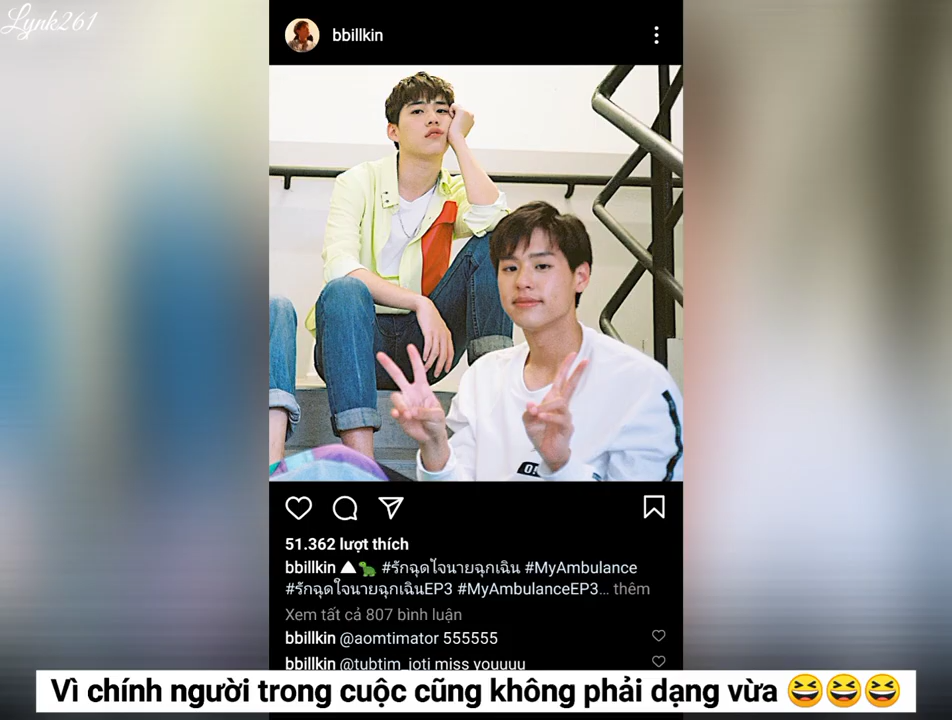 Lynk261
bbillkin
51.362 lượt thích
bbillkin 🔺🐢 #รักฉุดใจนายฉุกเฉิน #MyAmbulance
#รักฉุดใจนายฉุกเฉินEP3 #MyAmbulanceEP3... thêm
Xem tất cả 807 bình luận
bbillkin @aomtimator 555555
bbillkin @tubtim_joti miss youuuu
Vì chính người trong cuộc cũng không phải dạng vừa 😆😆😆